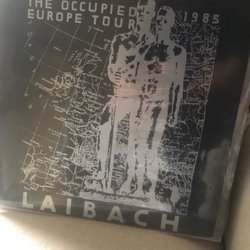 THE OCCUPIED
EUROPE TOUR 1985
LAIBACH